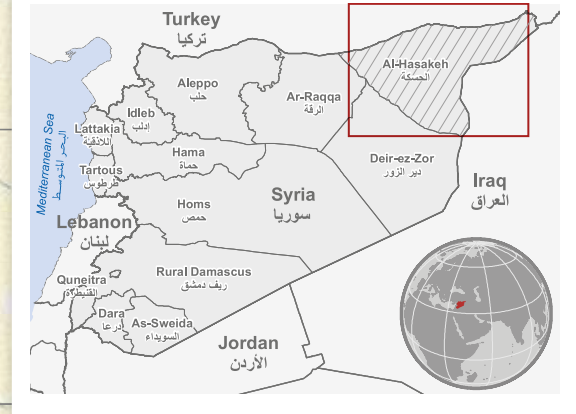 Turkey
تركيا
Al-Hasakeh
الحسكة
Aleppo
حلب
Ar-Raqqa
الرقة
Idleb
إدلب
Lattakia
اللاذقية
Mediterranean Sea
البحر المتوسط
Hama
حماة
Deir-ez-Zor
دير الزور
Tartous
طرطوس
Iraq
العراق
Syria
سوريا
Homs
حمص
Lebanon
لبنان
Rural Damascus
ريف دمشق
Quneitra
القنيطرة
Dara
درعا
As-Sweida
السويداء
Jordan
الأردن